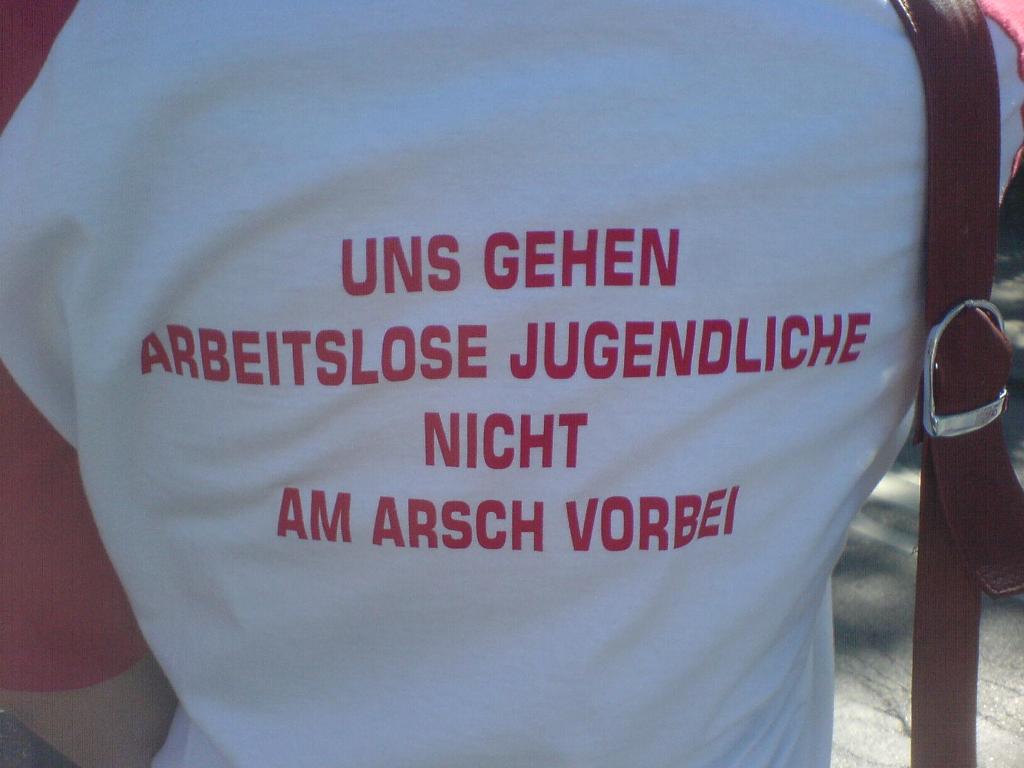 UNS GEHEN
ARBEITSLOSE JUGENDLICHE
NICHT
AM ARSCH VORBEI